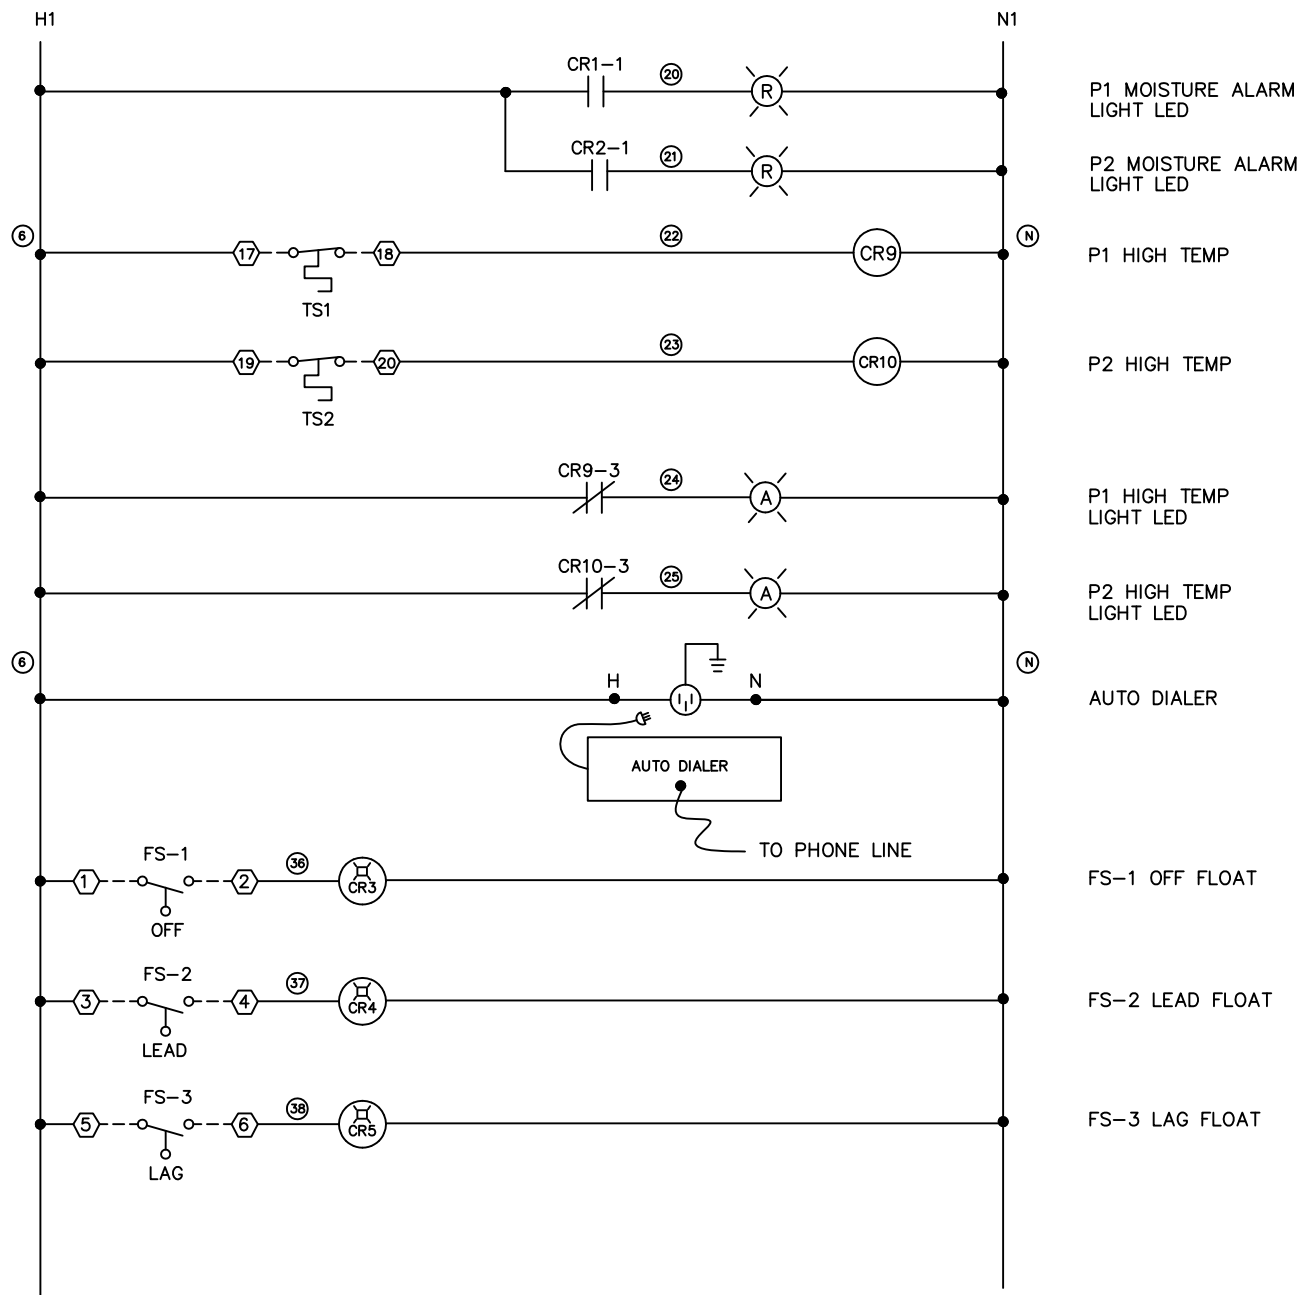 H1 N1
CR1-1 20 R P1 MOISTURE ALARM
LIGHT LED
CR2-1 21 R P2 MOISTURE ALARM
LIGHT LED
6 N
17 18 22 CR9 P1 HIGH TEMP
TS1
19 20 23 CR10 P2 HIGH TEMP
TS2
CR9-3 24 A P1 HIGH TEMP
LIGHT LED
CR10-3 25 A P2 HIGH TEMP
LIGHT LED
6 N
H N AUTO DIALER
AUTO DIALER
TO PHONE LINE
FS-1 36
1 2 CR3 FS-1 OFF FLOAT
OFF
FS-2 37
3 4 CR4 FS-2 LEAD FLOAT
LEAD
FS-3 38
5 6 CR5 FS-3 LAG FLOAT
LAG